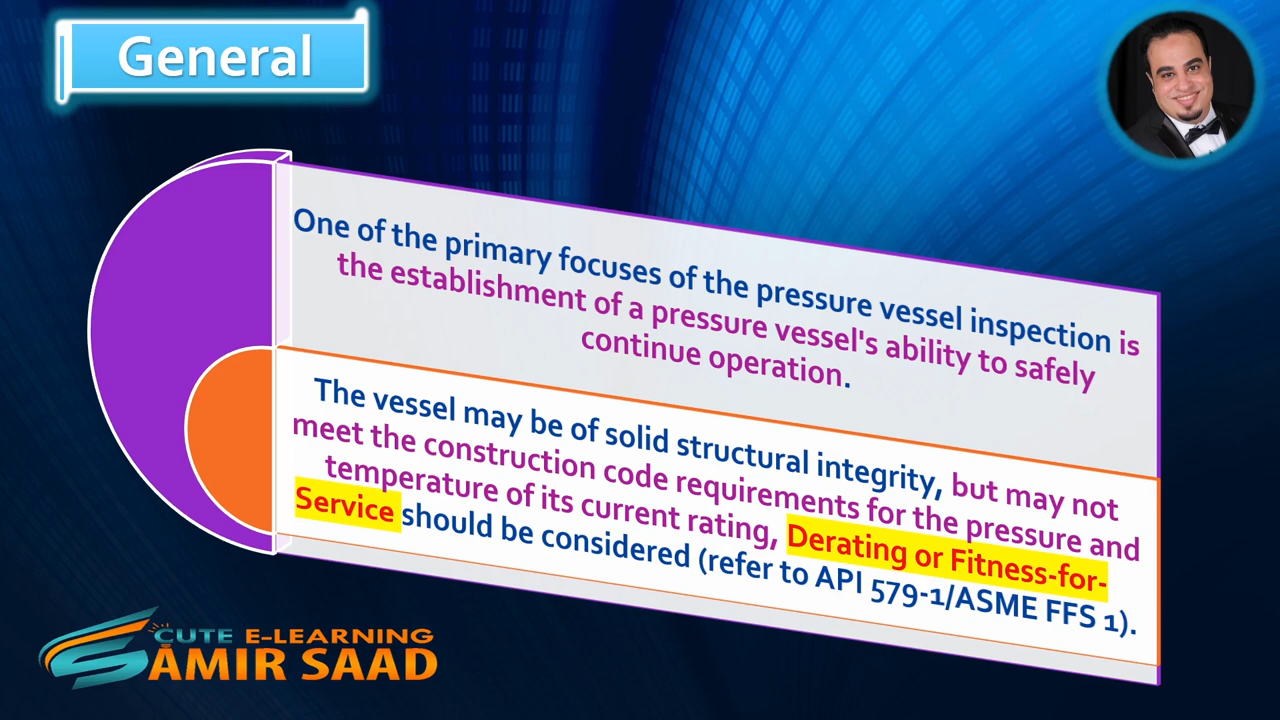 General
One of the primary focuses of the pressure vessel inspection is
the establishment of a pressure vessel's ability to safely
continue operation.
The vessel may be of solid structural integrity, but may not
meet the construction code requirements for the pressure and
temperature of its current rating, Derating or Fitness-for-
Service should be considered (refer to API 579-1/ASME FFS 1).
CUTE E-LEARNING
AMIR SAAD